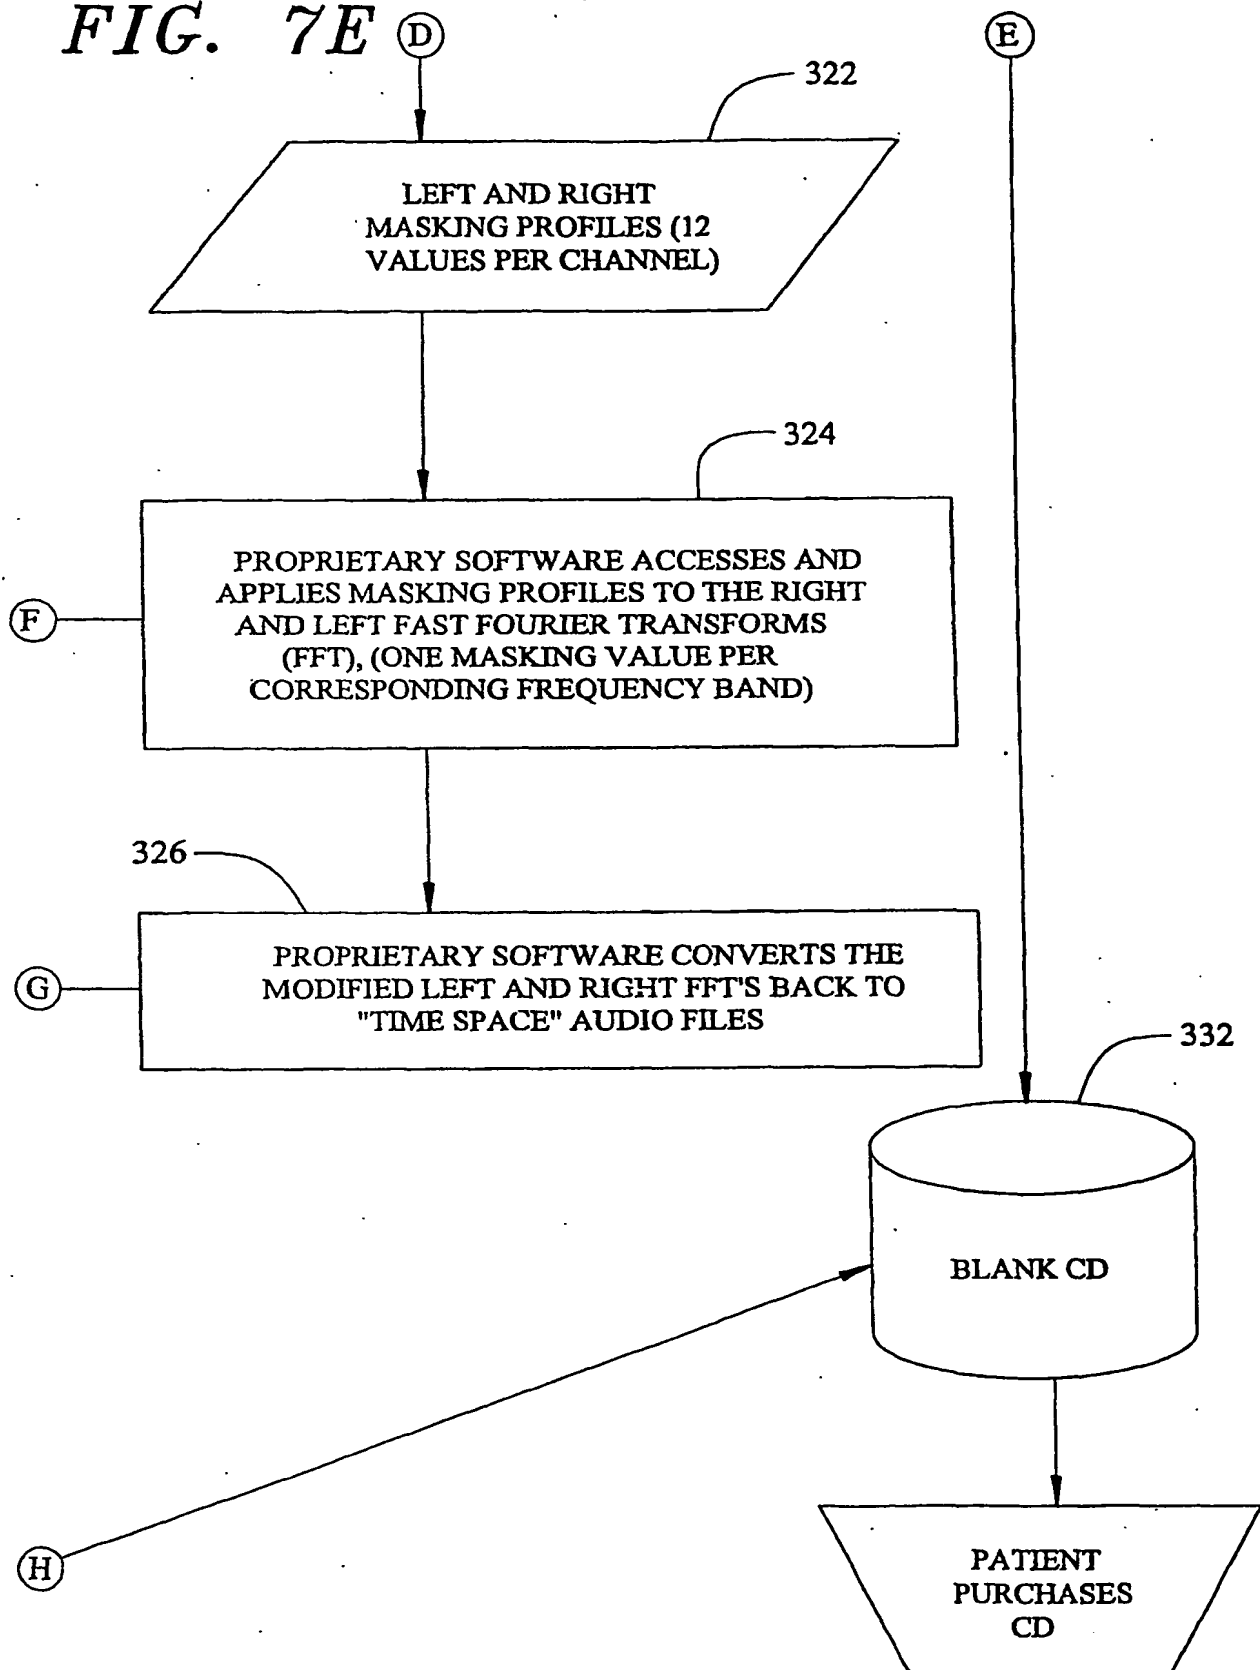 FIG. 7E
D
E
322
LEFT AND RIGHT
MASKING PROFILES (12
VALUES PER CHANNEL)
324
PROPRIETARY SOFTWARE ACCESSES AND
APPLIES MASKING PROFILES TO THE RIGHT
AND LEFT FAST FOURIER TRANSFORMS
(FFT), (ONE MASKING VALUE PER
CORRESPONDING FREQUENCY BAND)
F
326
PROPRIETARY SOFTWARE CONVERTS THE
MODIFIED LEFT AND RIGHT FFT'S BACK TO
"TIME SPACE" AUDIO FILES
G
332
BLANK CD
H
PATIENT
PURCHASES
CD